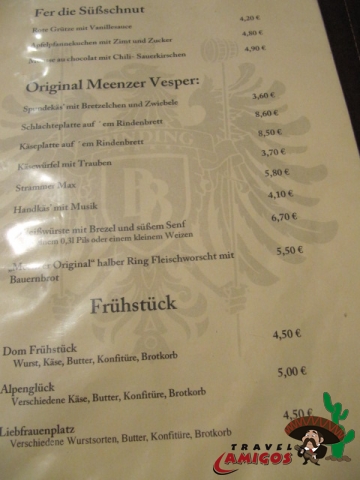 Fer die Süßschnut
Rote Grütze mit Vanillesauce 4,20 €
mit Zimt und Zucker 4,80 €
au chocolat mit Chili- Sauerkirschen 4,90 €
Original Meenzer Vesper:
Spundekäs´mit Bretzelchen und Zwiebele 3,60 €
Schlachteplatte auf ´em Rindenbrett 8,60 €
Käseplatte auf ´em Rindenbrett 8,50 €
Käsewürfel mit Trauben 3,70 €
Strammer Max 5,80 €
Handkäs´mit Musik 4,10 €
mit Brezel und süßem Senf 6,70 €
einem 0,3l Pils oder einem kleinem Weizen
Original“ halber Ring Fleischworscht mit 5,50 €
Bauernbrot
Frühstück
Dom Frühstück 4,50 €
Wurst, Käse, Butter, Konfitüre, Brotkorb
Alpenglück 5,00 €
Verschiedene Käse, Butter, Konfitüre, Brotkorb
Liebfrauenplatz 4,50 €
Verschiedene Wurstsorten, Butter, Konfitüre, Brotkorb
TRAVEL
AMIGOS